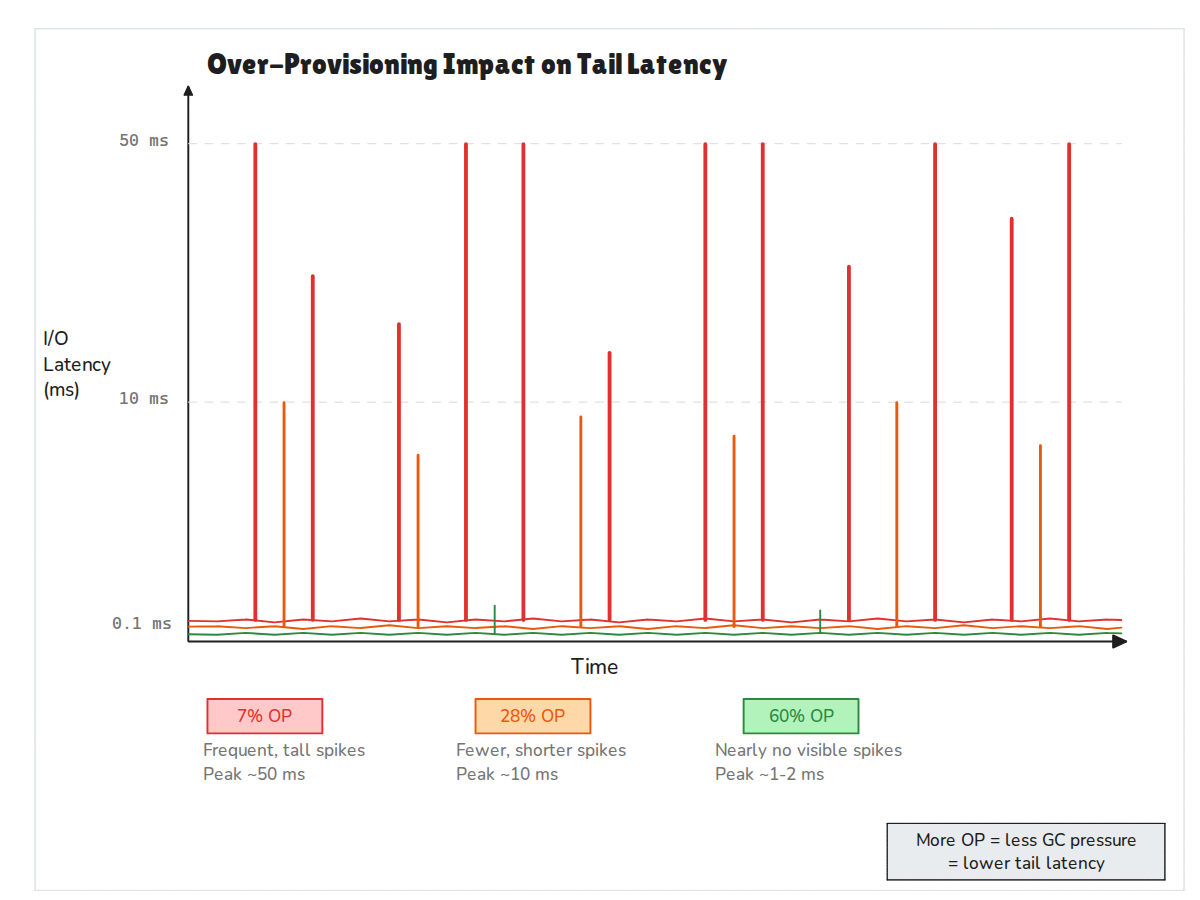 Over-Provisioning Impact on Tail Latency
50 ms
I/O
Latency
(ms)
10 ms
0.1 ms
Time
7% OP
28% OP
60% OP
Frequent, tall spikes
Peak ~50 ms
Fewer, shorter spikes
Peak ~10 ms
Nearly no visible spikes
Peak ~1-2 ms
More OP = less GC pressure
= lower tail latency